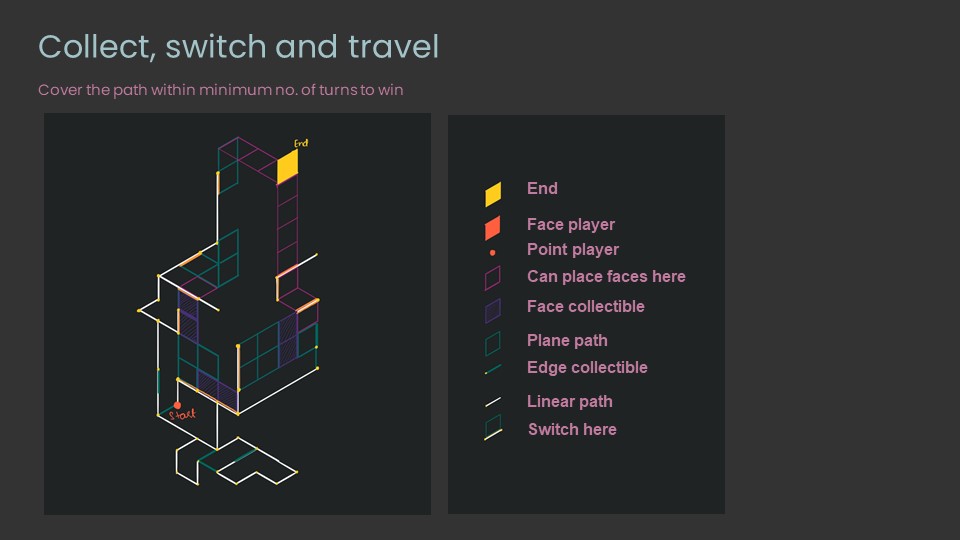 Collect, switch and travel
Cover the path within minimum no. of turns to win
End
Start
End
Face player
Point player
Can place faces here
Face collectible
Plane path
Edge collectible
Linear path
Switch here